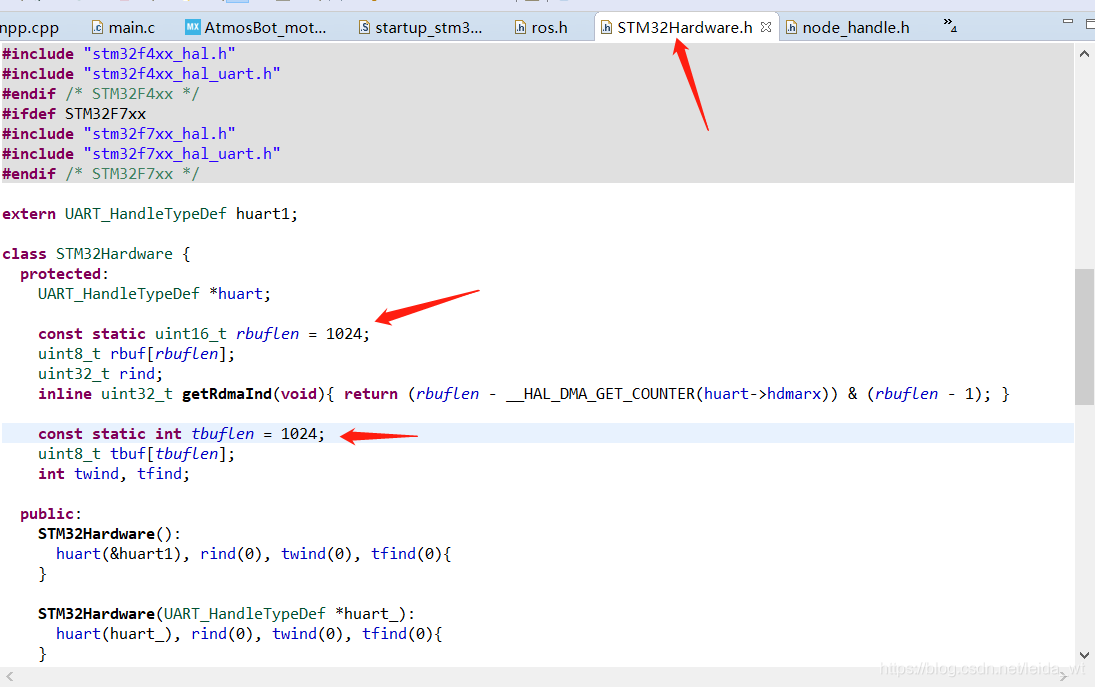 npp.cpp main.c MX AtmosBot_mot... startup_stm3... ros.h STM32Hardware.h node_handle.h »4
#include "stm32f4xx_hal.h"
#include "stm32f4xx_hal_uart.h"
#endif /* STM32F4xx */
#ifdef STM32F7xx
#include "stm32f7xx_hal.h"
#include "stm32f7xx_hal_uart.h"
#endif /* STM32F7xx */
extern UART_HandleTypeDef huart1;
class STM32Hardware {
protected:
UART_HandleTypeDef *huart;
const static uint16_t rbuflen = 1024;
uint8_t rbuf[rbuflen];
uint32_t rind;
inline uint32_t getRdmaInd(void){ return (rbuflen - __HAL_DMA_GET_COUNTER(huart->hdmarx)) & (rbuflen - 1); }
const static int tbuflen = 1024;
uint8_t tbuf[tbuflen];
int twind, tfind;
public:
STM32Hardware():
huart(&huart1), rind(0), twind(0), tfind(0){
}
STM32Hardware(UART_HandleTypeDef *huart_):
huart(huart_), rind(0), twind(0), tfind(0){
}
https://blog.csdn.net/leida_wt